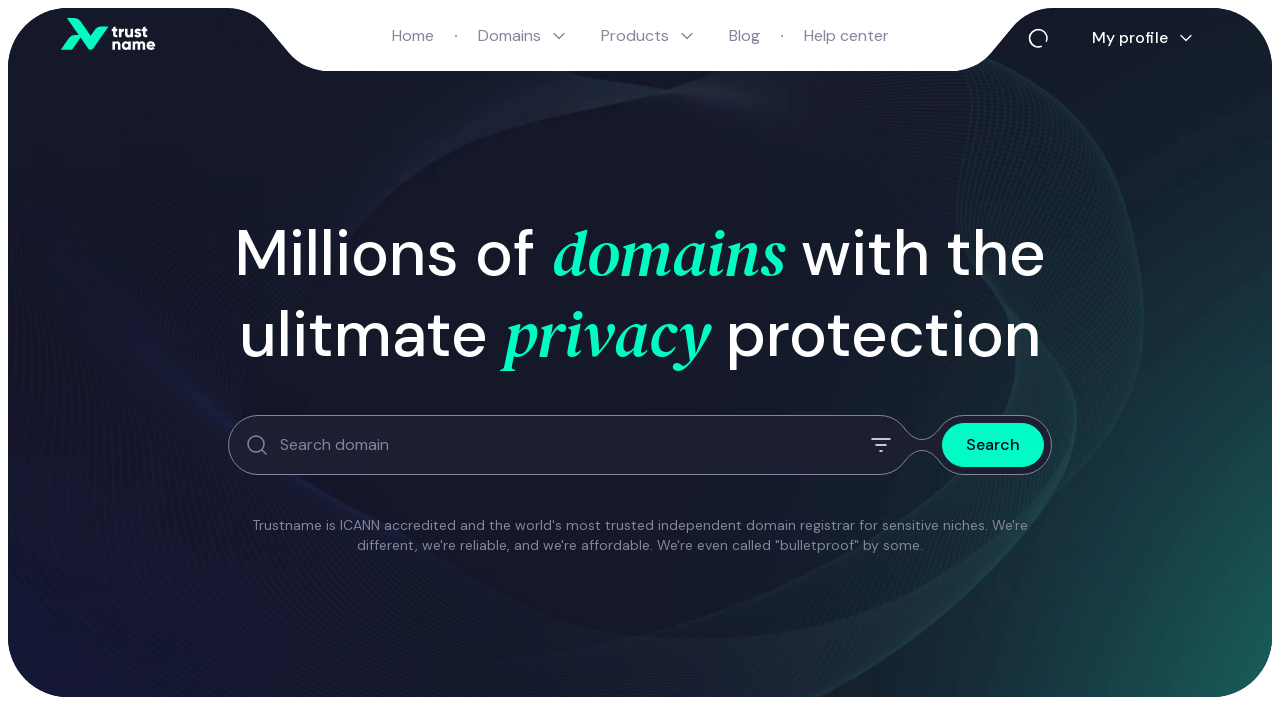 trust
name
Home · Domains Products Blog · Help center
My profile
Millions of domains with the
ulitmate privacy protection
Search domain
Search
Trustname is ICANN accredited and the world's most trusted independent domain registrar for sensitive niches. We're
different, we're reliable, and we're affordable. We're even called "bulletproof" by some.